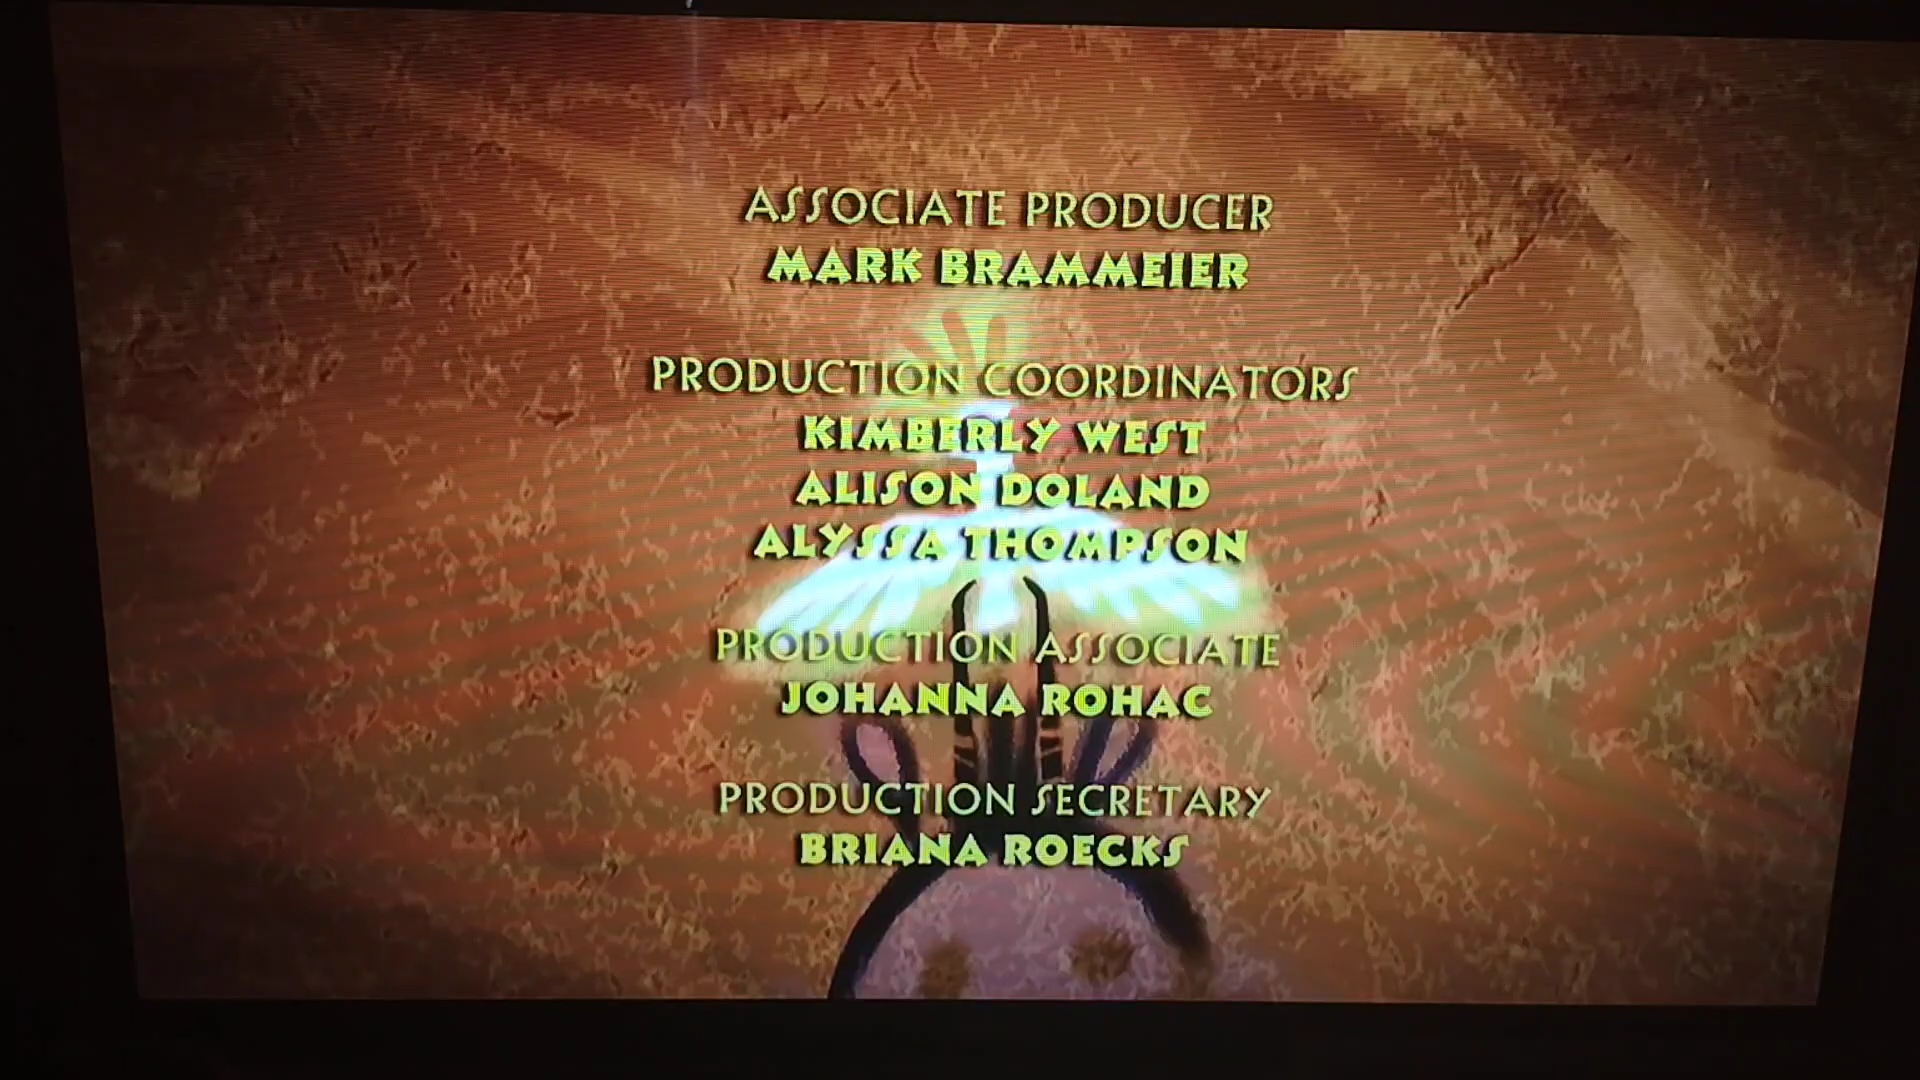 ASSOCIATE PRODUCER
MARK BRAMMEIER
PRODUCTION COORDINATORS
KIMBERLY WEST
ALISON DOLAND
ALYSSA THOMPSON
PRODUCTION ASSOCIATE
JOHANNA ROHAC
PRODUCTION SECRETARY
BRIANA ROECKS